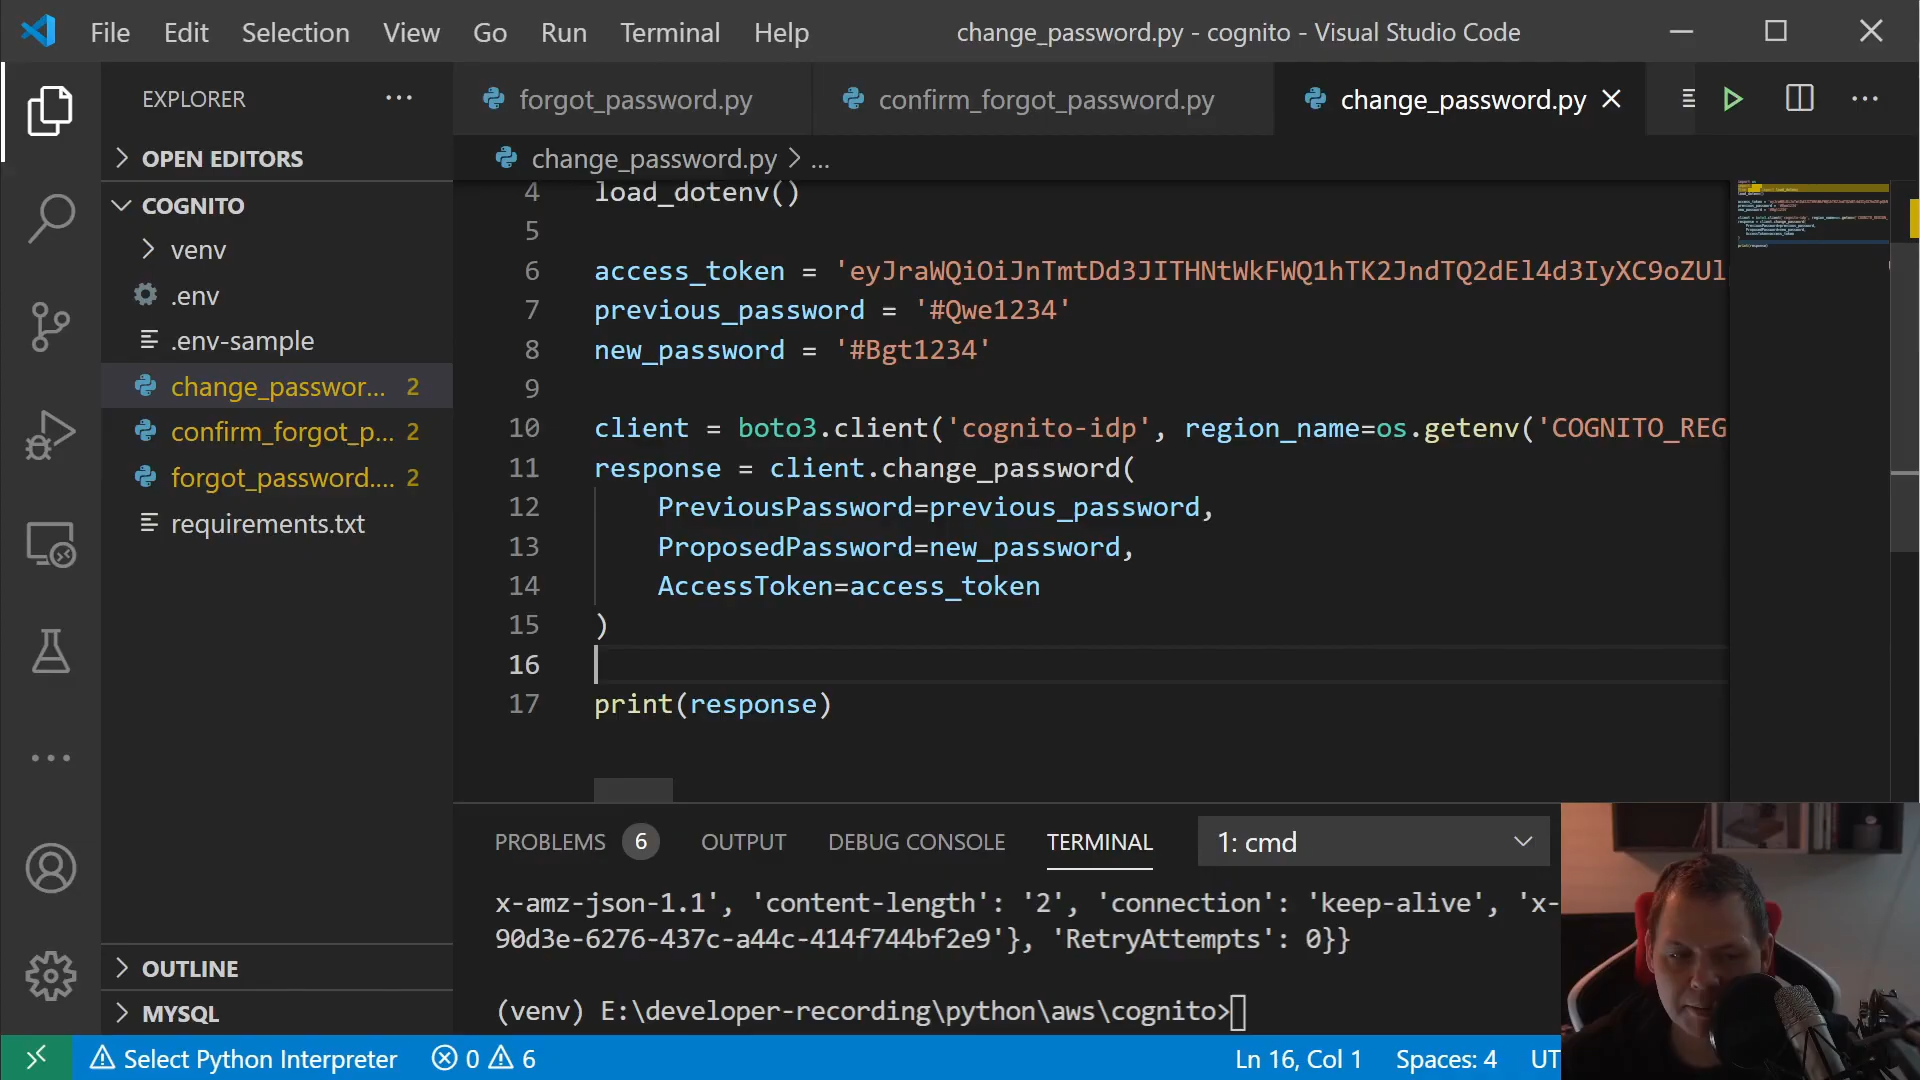 File Edit Selection View Go Run Terminal Help change_password.py - cognito - Visual Studio Code
EXPLORER
OPEN EDITORS
COGNITO
venv
.env
.env-sample
change_passwor... 2
confirm_forgot_p... 2
forgot_password.... 2
requirements.txt
OUTLINE
MYSQL
forgot_password.py confirm_forgot_password.py change_password.py
change_password.py > ...
4 load_dotenv()
5
6 access_token = 'eyJraWQiOiJnTmtDd3JITHNtWkFWQ1hTK2JndTQ2dEl4d3IyXC9oZUl
7 previous_password = '#Qwe1234'
8 new_password = '#Bgt1234'
9
10 client = boto3.client('cognito-idp', region_name=os.getenv('COGNITO_REG
11 response = client.change_password(
12 PreviousPassword=previous_password,
13 ProposedPassword=new_password,
14 AccessToken=access_token
15 )
16
17 print(response)
PROBLEMS 6 OUTPUT DEBUG CONSOLE TERMINAL 1: cmd
x-amz-json-1.1', 'content-length': '2', 'connection': 'keep-alive', 'x-
90d3e-6276-437c-a44c-414f744bf2e9'}, 'RetryAttempts': 0}}
(venv) E:\developer-recording\python\aws\cognito>
Select Python Interpreter 0 6 Ln 16, Col 1 Spaces: 4 UT